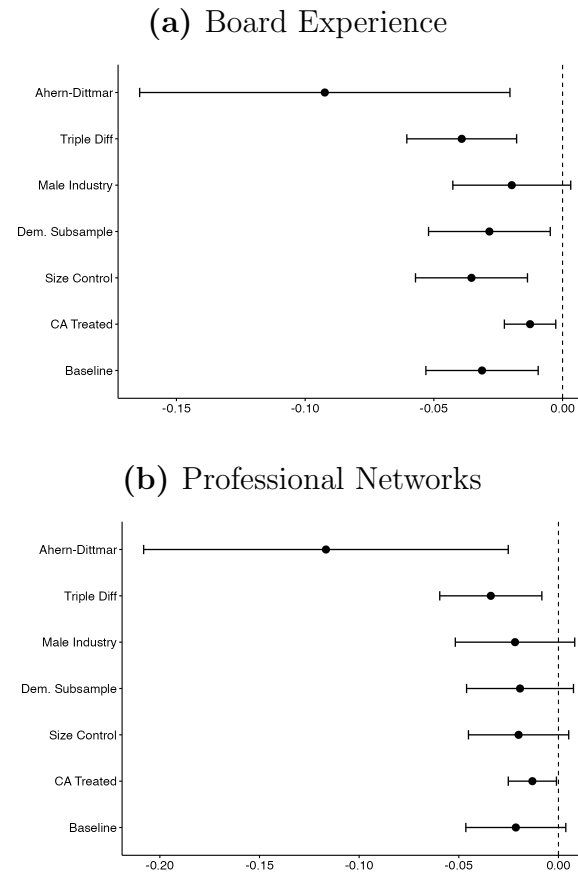 (a) Board Experience
Ahern-Dittmar
Triple Diff
Male Industry
Dem. Subsample
Size Control
CA Treated
Baseline
-0.15 -0.10 -0.05 0.00
(b) Professional Networks
Ahern-Dittmar
Triple Diff
Male Industry
Dem. Subsample
Size Control
CA Treated
Baseline
-0.20 -0.15 -0.10 -0.05 0.00